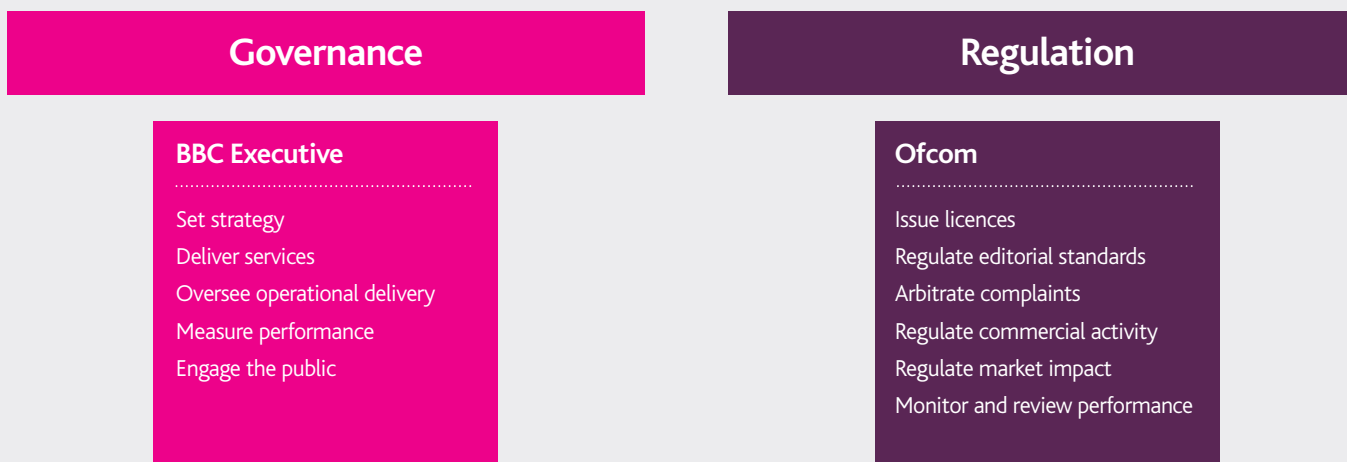 Governance
BBC Executive
Set strategy
Deliver services
Oversee operational delivery
Measure performance
Engage the public
Regulation
Ofcom
Issue licences
Regulate editorial standards
Arbitrate complaints
Regulate commercial activity
Regulate market impact
Monitor and review performance